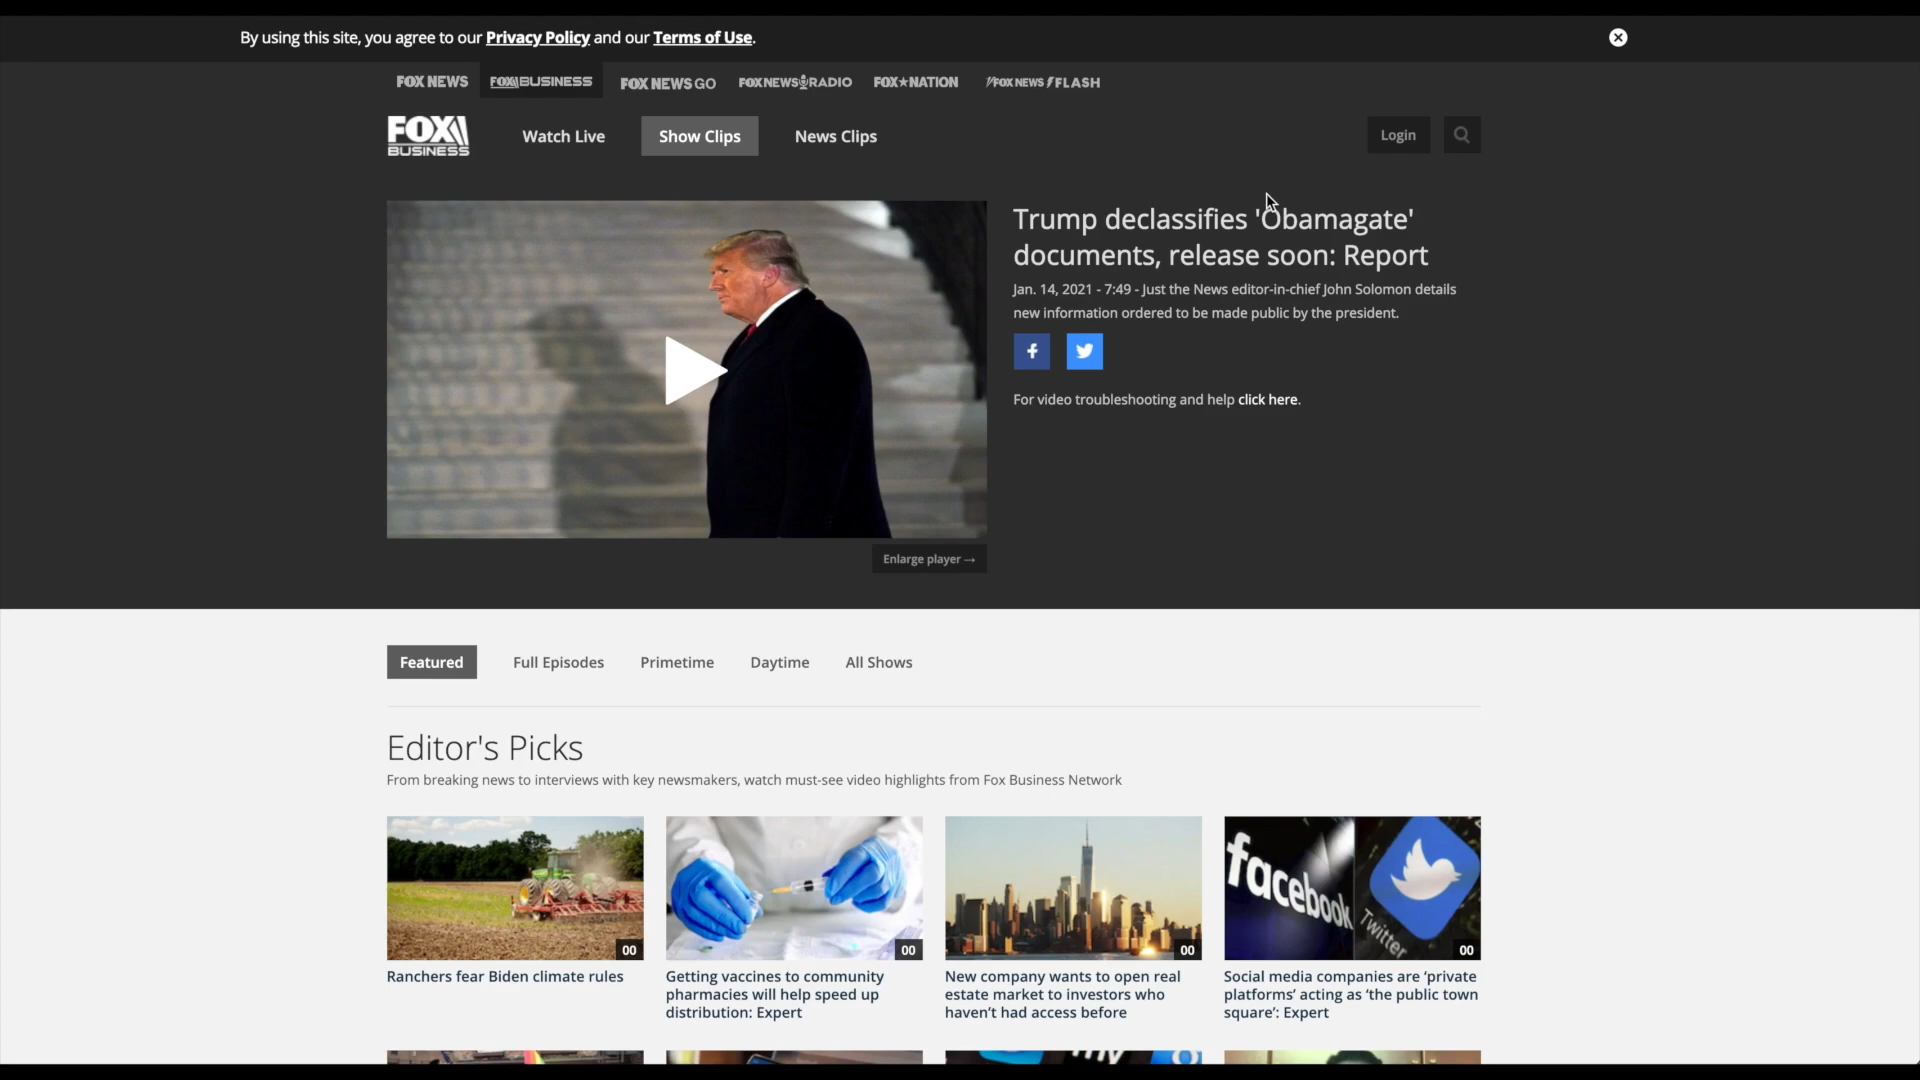 By using this site, you agree to our Privacy Policy and our Terms of Use.
FOX NEWS FOX BUSINESS FOX NEWS GO FOX NEWS RADIO FOX★NATION FOX NEWS FLASH
FOX
BUSINESS
Watch Live Show Clips News Clips
Login
Trump declassifies 'Obamagate'
documents, release soon: Report
Jan. 14, 2021 - 7:49 - Just the News editor-in-chief John Solomon details
new information ordered to be made public by the president.
For video troubleshooting and help click here.
Enlarge player →
Featured Full Episodes Primetime Daytime All Shows
Editor's Picks
From breaking news to interviews with key newsmakers, watch must-see video highlights from Fox Business Network
00
Ranchers fear Biden climate rules
00
Getting vaccines to community
pharmacies will help speed up
distribution: Expert
00
New company wants to open real
estate market to investors who
haven't had access before
facebook
Twitter
00
Social media companies are ‘private
platforms’ acting as ‘the public town
square’: Expert